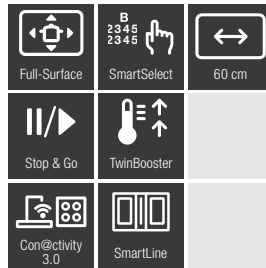 B
2345
2345
Full-Surface
SmartSelect
60 cm
Stop & Go
TwinBooster
Con@ctivity
3.0
SmartLine